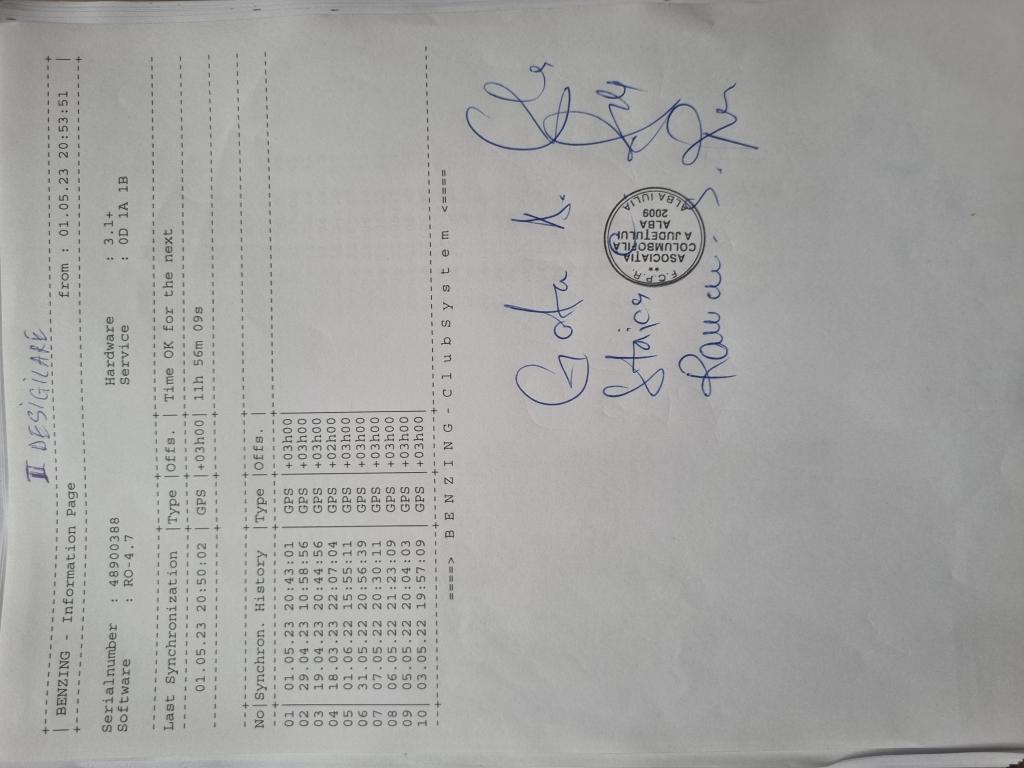 III DESIGILARE
| BENZING - Information Page from : 01.05.23 20:53:51 |
Serialnumber : 48900388 Hardware : 3.1+
Software : RO-4.7 Service : 0D 1A 1B
Last Synchronization |Type |Offs. | Time OK for the next
01.05.23 20:50:02 | GPS |+03h00| 11h 56m 09s
No|Synchron. History |Type |Offs. |
01| 01.05.23 20:43:01 | GPS |+03h00|
02| 29.04.23 10:58:56 | GPS |+03h00|
03| 19.04.23 20:44:56 | GPS |+03h00|
04| 18.03.23 22:07:04 | GPS |+02h00|
05| 01.06.22 15:55:11 | GPS |+03h00|
06| 31.05.22 20:56:39 | GPS |+03h00|
07| 07.05.22 20:30:11 | GPS |+03h00|
08| 06.05.22 21:23:09 | GPS |+03h00|
09| 05.05.22 20:04:03 | GPS |+03h00|
10| 03.05.22 19:57:09 | GPS |+03h00|
====> B E N Z I N G - C l u b S y s t e m <====
Gota K.
Staicu
F.C.P.R.
ASOCIATIA
COLUMBOFILA
A JUDETULUI
ALBA
2009
ALBA IULIA